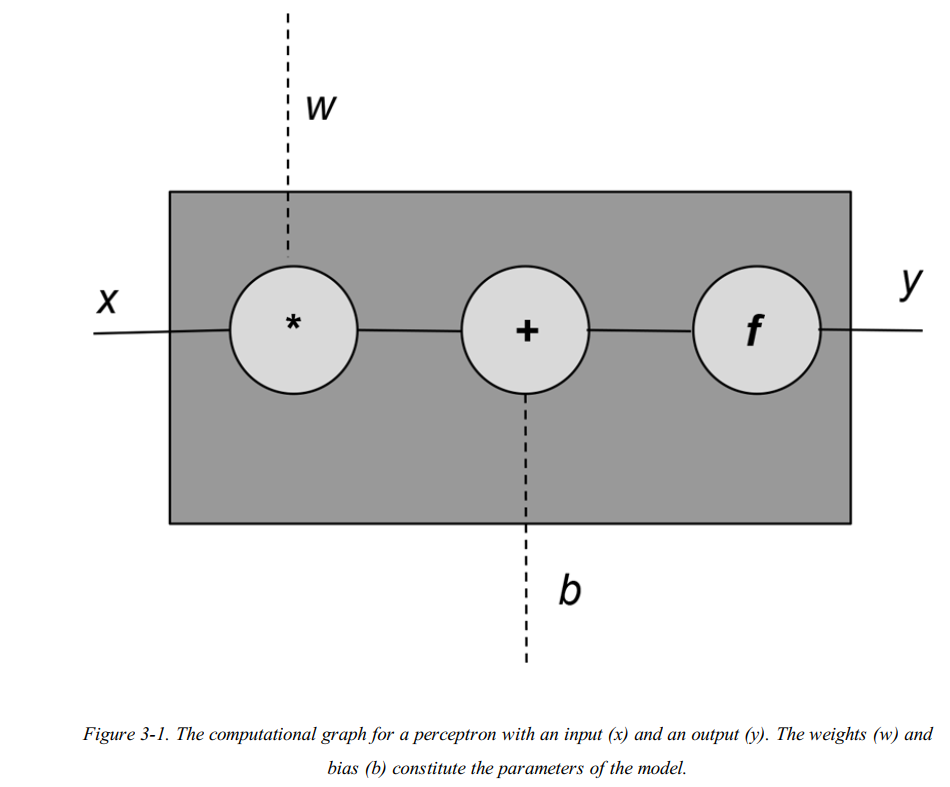 w
x
y
*
+
f
b
Figure 3-1. The computational graph for a perceptron with an input (x) and an output (y). The weights (w) and
bias (b) constitute the parameters of the model.